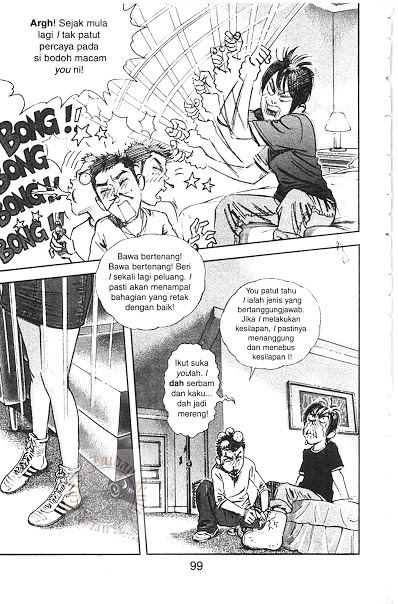 Argh! Sejak mula
lagi I tak patut
percaya pada
si bodoh macam
you ni!
BONG!!
BONG
BONG!!
BONG!!
Bawa bertenang!
Bawa bertenang! Beri
I sekali lagi peluang. I
pasti akan menampal
bahagian yang retak
dengan baik!
You patut tahu
I ialah jenis yang
bertanggungjawab.
Jika I melakukan
kesilapan, I pastinya
menanggung
dan menebus
kesilapan I!
Ikut suka
youlah. I
dah serbam
dan kaku...
dah jadi
mereng!
99